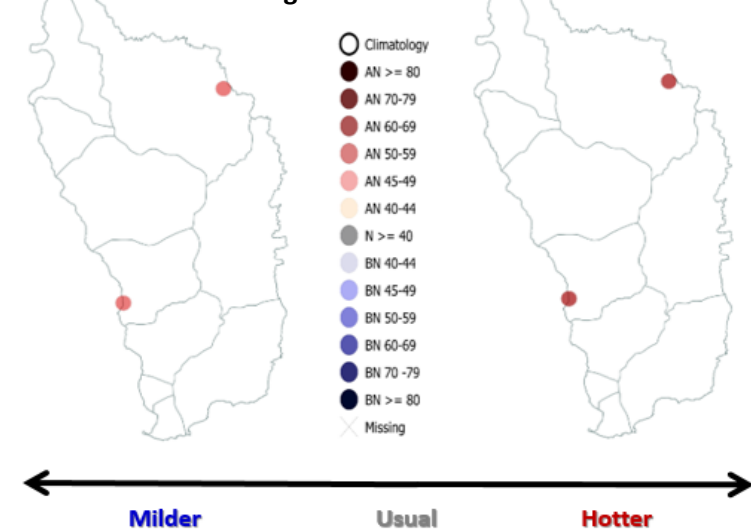 Climatology
AN >= 80
AN 70-79
AN 60-69
AN 50-59
AN 45-49
AN 40-44
N >= 40
BN 40-44
BN 45-49
BN 50-59
BN 60-69
BN 70 -79
BN >= 80
Missing
Milder Usual Hotter